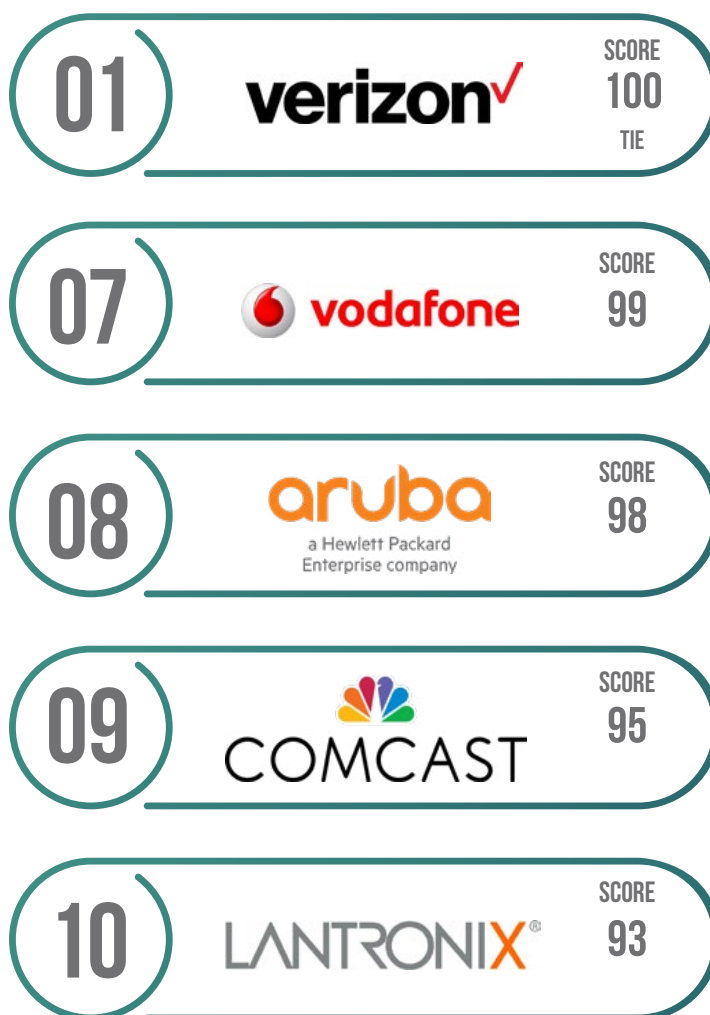 01
verizon
SCORE
100
TIE
07
vodafone
SCORE
99
08
aruba
a Hewlett Packard
Enterprise company
SCORE
98
09
COMCAST
SCORE
95
10
LANTRONIX®
SCORE
93